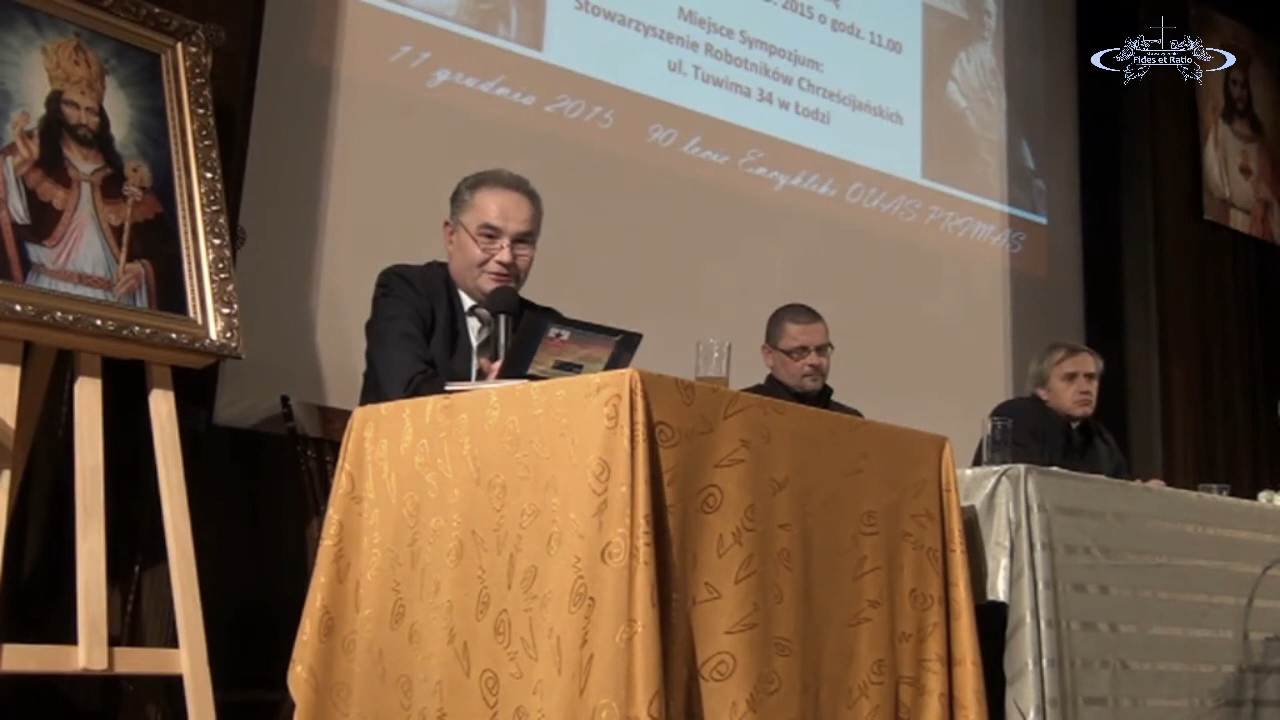 . 2015 o godz. 11.00
Miejsce Sympozjum:
Stowarzyszenie Robotników Chrześcijańskich
ul. Tuwima 34 w Łodzi
11 grudnia 2015 90 lecie Encykliki QUAS PRIMAS
Fides et Ratio